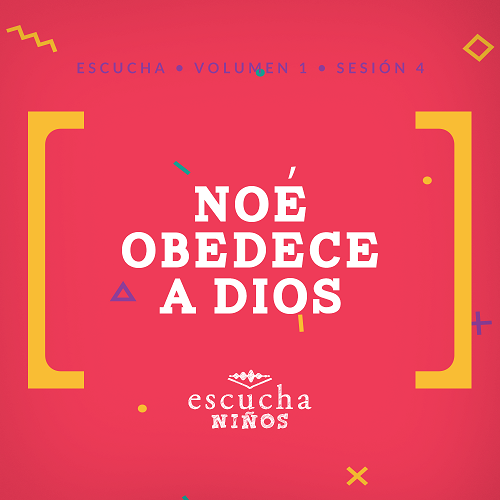 ESCUCHA • VOLUMEN 1 • SESIÓN 4
NOÉ
OBEDECE
A DIOS
escucha
NIÑOS